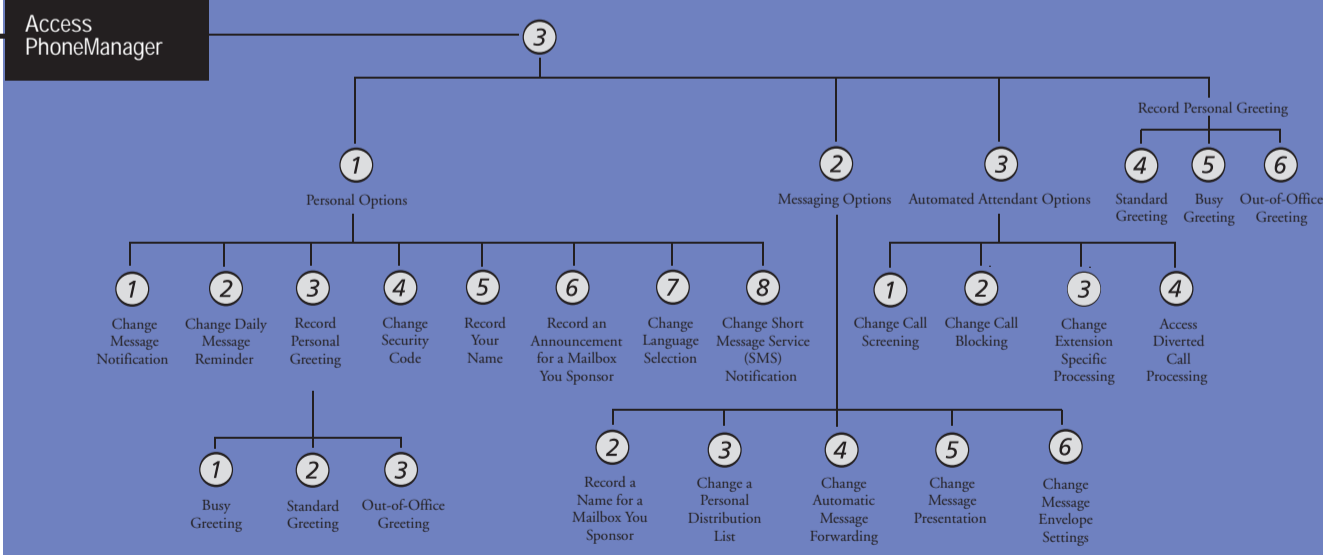 Access
PhoneManager
3
Record Personal Greeting
1
Personal Options
2
Messaging Options
3
Automated Attendant Options
4
Standard
Greeting
5
Busy
Greeting
6
Out-of-Office
Greeting
1
Change
Message
Notification
2
Change Daily
Message
Reminder
3
Record
Personal
Greeting
4
Change
Security
Code
5
Record
Your
Name
6
Record an
Announcement
for a Mailbox
You Sponsor
7
Change
Language
Selection
8
Change Short
Message Service
(SMS)
Notification
1
Change Call
Screening
2
Change Call
Blocking
3
Change
Extension
Specific
Processing
4
Access
Diverted
Call
Processing
1
Busy
Greeting
2
Standard
Greeting
3
Out-of-Office
Greeting
2
Record a
Name for a
Mailbox You
Sponsor
3
Change a
Personal
Distribution
List
4
Change
Automatic
Message
Forwarding
5
Change
Message
Presentation
6
Change
Message
Envelope
Settings